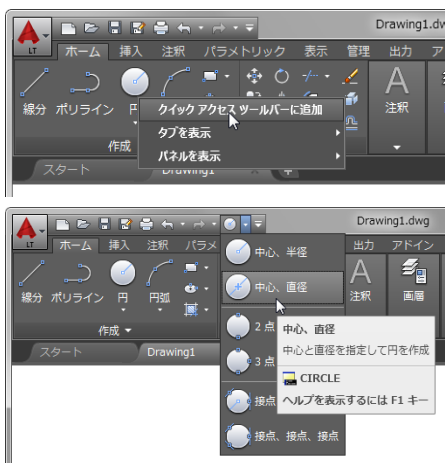 Drawing1.dw
LT
ホーム 挿入 注釈 パラメトリック 表示 管理 出力 ア
線分 ポリライン 円
注釈
クイック アクセス ツールバーに追加
タブを表示
パネルを表示
作成
スタート Drawing1
Drawing1.dwg
LT
ホーム 挿入 注釈 パラメ 出力 アドイン
線分 ポリライン 円 円弧 注釈 画層
作成
スタート Drawing1
中心、半径
中心、直径
2 点
3 点
接点
接点、接点、接点
中心、直径
中心と直径を指定して円を作成
CIRCLE
ヘルプを表示するには F1 キー